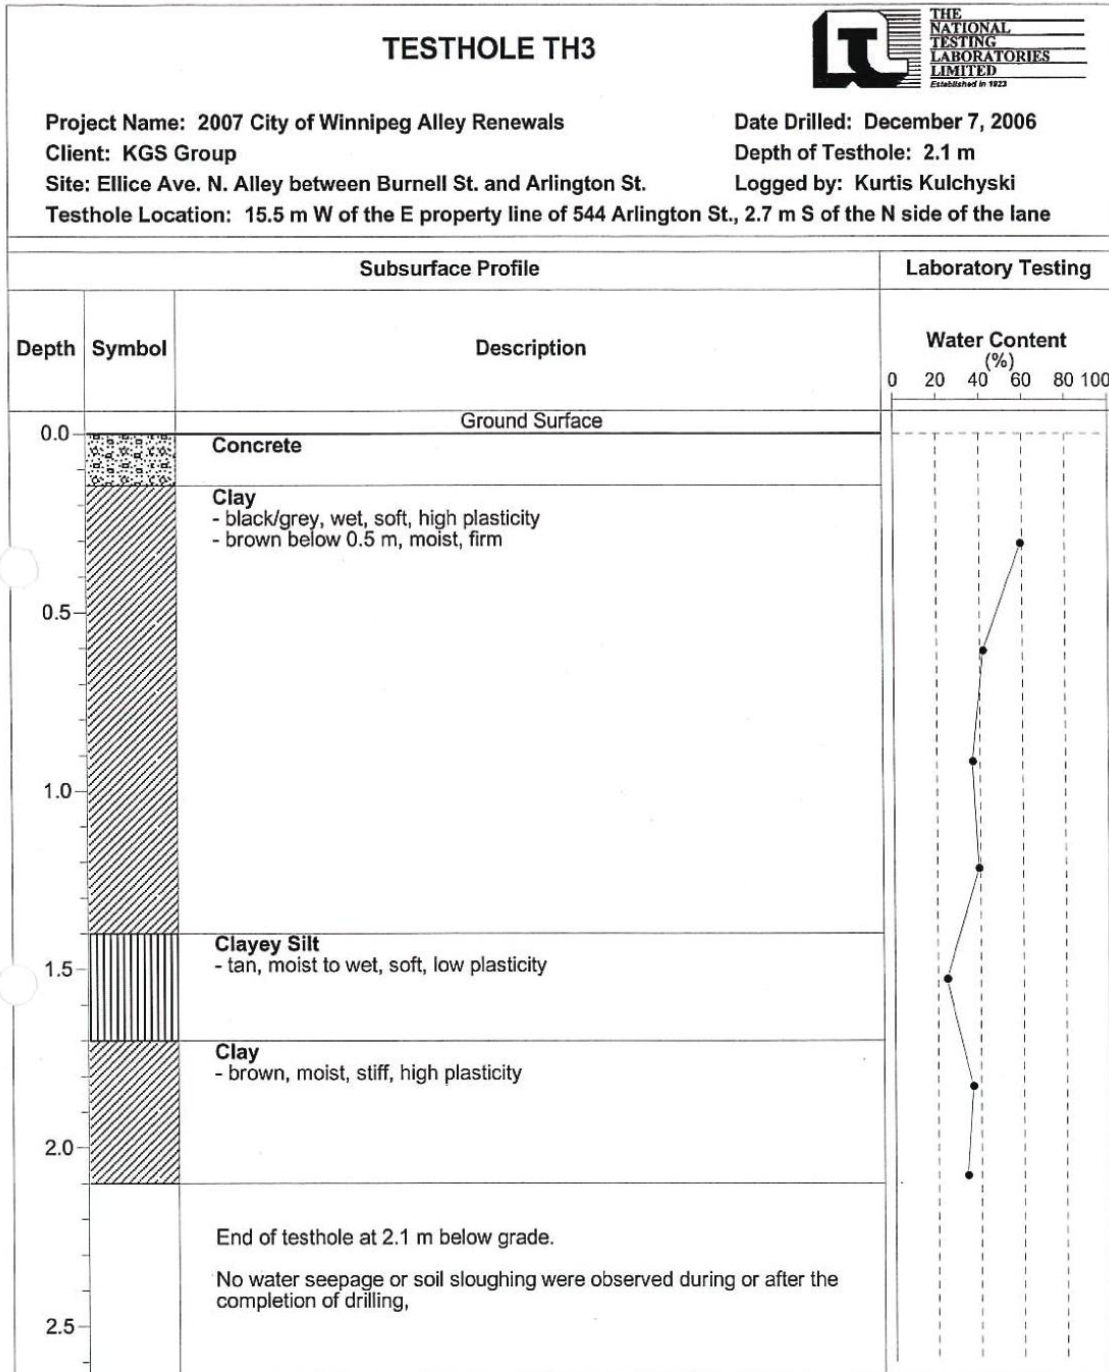 TESTHOLE TH3
THE
NATIONAL
TESTING
LABORATORIES
LIMITED
Established in 1923
Project Name: 2007 City of Winnipeg Alley Renewals
Date Drilled: December 7, 2006
Client: KGS Group
Depth of Testhole: 2.1 m
Site: Ellice Ave. N. Alley between Burnell St. and Arlington St.
Logged by: Kurtis Kulchyski
Testhole Location: 15.5 m W of the E property line of 544 Arlington St., 2.7 m S of the N side of the lane
Subsurface Profile
Laboratory Testing
Depth
Symbol
Description
Water Content
(%)
0 20 40 60 80 100
Ground Surface
0.0
Concrete
Clay
- black/grey, wet, soft, high plasticity
- brown below 0.5 m, moist, firm
0.5
1.0
Clayey Silt
- tan, moist to wet, soft, low plasticity
1.5
Clay
- brown, moist, stiff, high plasticity
2.0
End of testhole at 2.1 m below grade.
No water seepage or soil sloughing were observed during or after the
completion of drilling,
2.5